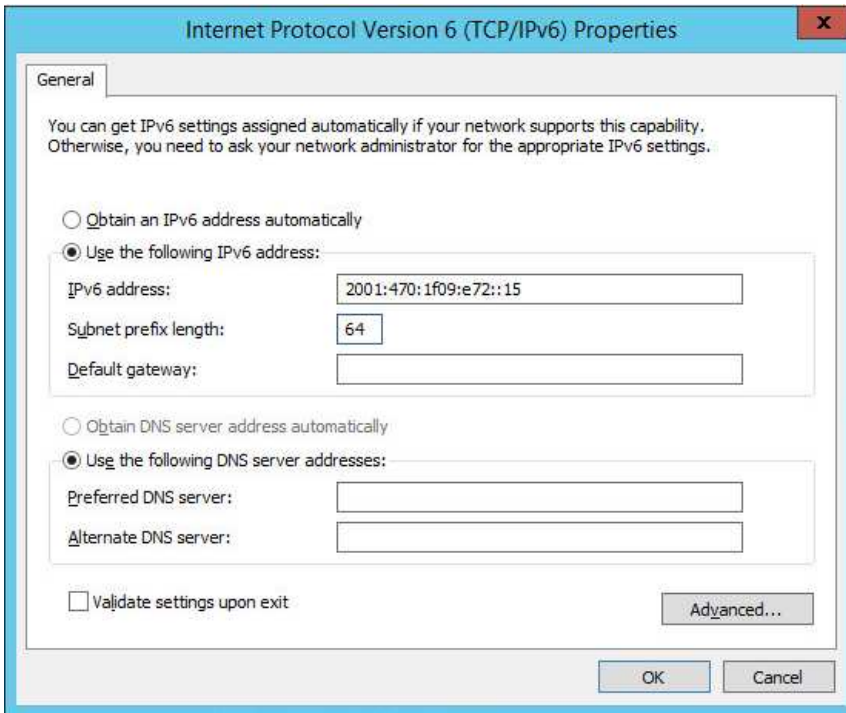 Internet Protocol Version 6 (TCP/IPv6) Properties
x
General
You can get IPv6 settings assigned automatically if your network supports this capability.
Otherwise, you need to ask your network administrator for the appropriate IPv6 settings.
Obtain an IPv6 address automatically
Use the following IPv6 address:
IPv6 address: 2001:470:1f09:e72::15
Subnet prefix length: 64
Default gateway:
Obtain DNS server address automatically
Use the following DNS server addresses:
Preferred DNS server:
Alternate DNS server:
Validate settings upon exit
Advanced...
OK Cancel